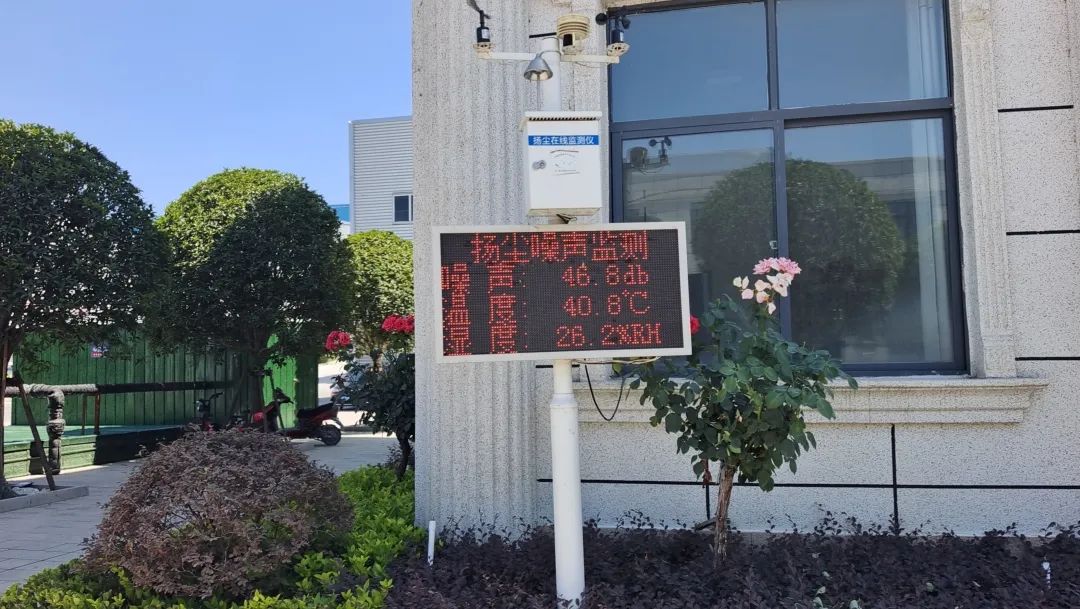 扬尘在线监测仪
扬尘噪声监测
噪 声: 46.8db
温 度: 40.8℃
湿 度: 26.2%RH